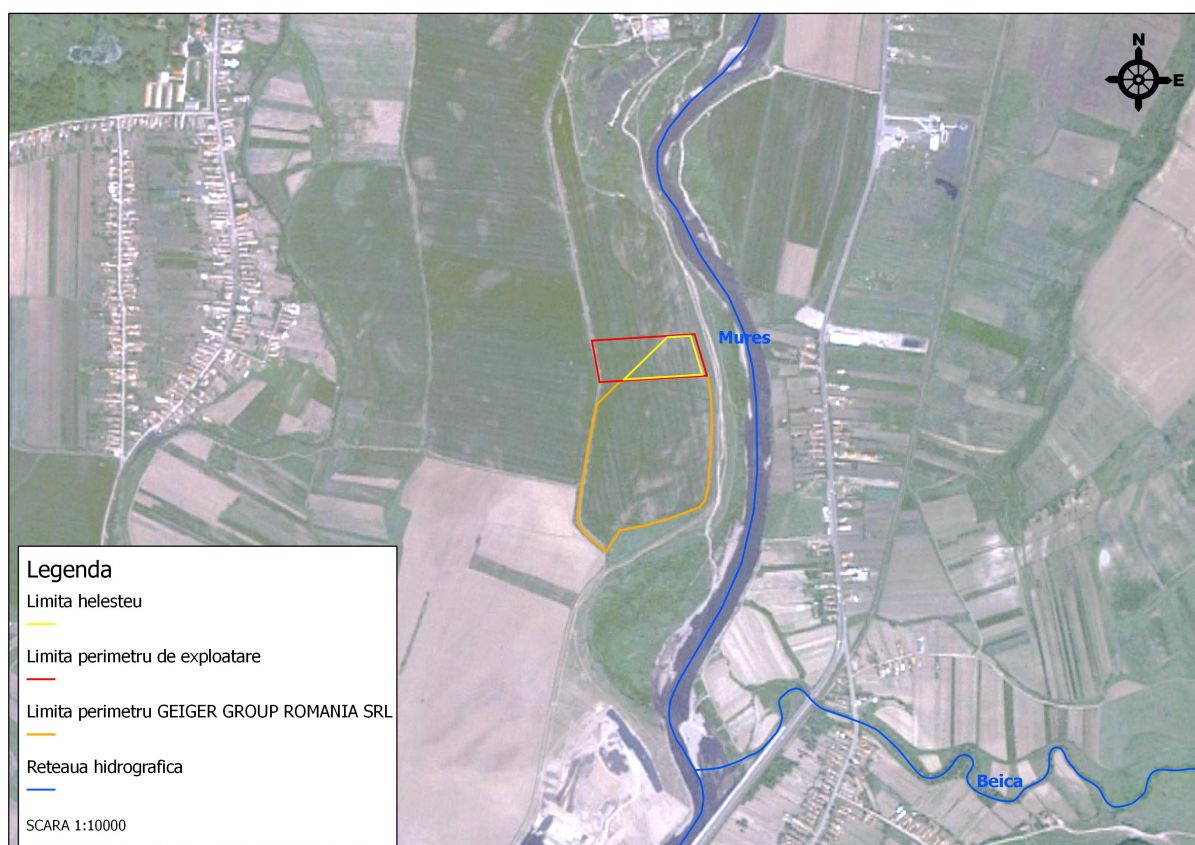 N
E
Mures
Legenda
Limita helesteu
Limita perimetru de exploatare
Limita perimetru GEIGER GROUP ROMANIA SRL
Reteaua hidrografica
Beica
SCARA 1:10000